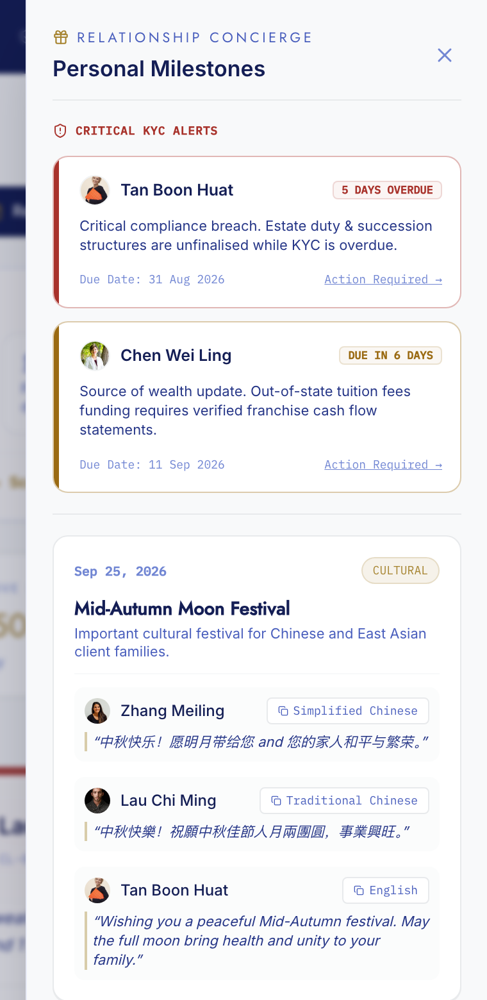 RELATIONSHIP CONCIERGE
Personal Milestones
CRITICAL KYC ALERTS
Tan Boon Huat
5 DAYS OVERDUE
Critical compliance breach. Estate duty & succession
structures are unfinalised while KYC is overdue.
Due Date: 31 Aug 2026
Action Required →
Chen Wei Ling
DUE IN 6 DAYS
Source of wealth update. Out-of-state tuition fees
funding requires verified franchise cash flow
statements.
Due Date: 11 Sep 2026
Action Required →
Sep 25, 2026
CULTURAL
Mid-Autumn Moon Festival
Important cultural festival for Chinese and East Asian
client families.
Zhang Meiling
Simplified Chinese
“中秋快乐！愿明月带给您 and 您的家人和平与繁荣。”
Lau Chi Ming
Traditional Chinese
“中秋快樂！祝願中秋佳節人月兩團圓，事業興旺。”
Tan Boon Huat
English
“Wishing you a peaceful Mid-Autumn festival. May
the full moon bring health and unity to your
family.”